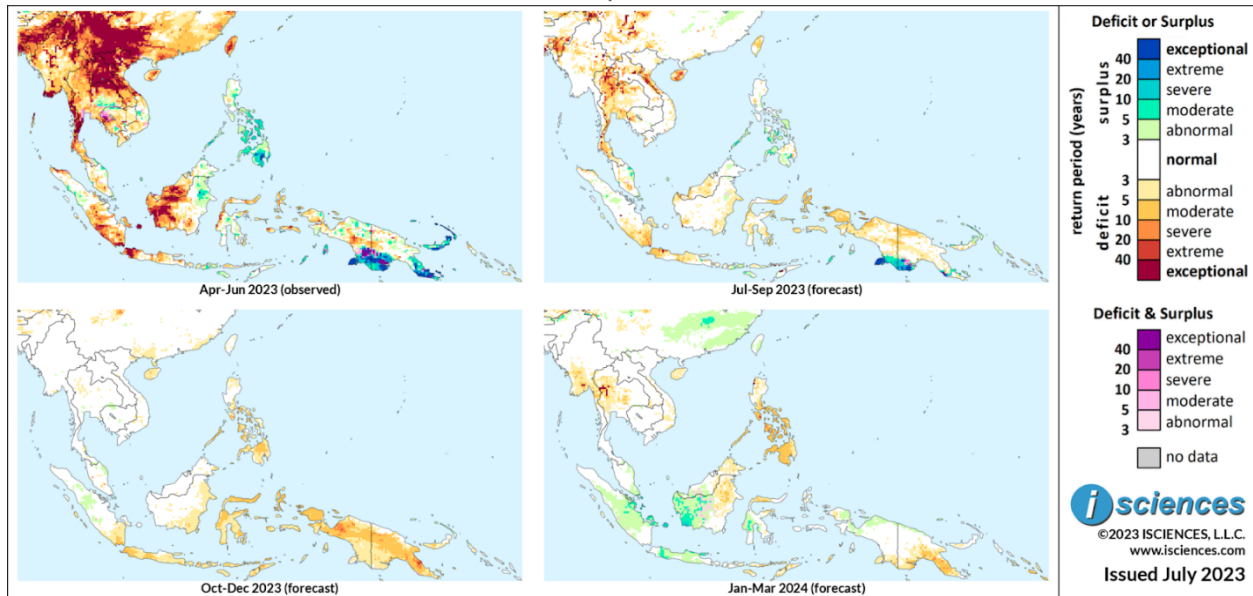 Apr-Jun 2023 (observed)
Jul-Sep 2023 (forecast)
Oct-Dec 2023 (forecast)
Jan-Mar 2024 (forecast)
Deficit or Surplus
return period (years)
surplus
deficit
40
20
10
5
3
3
5
10
20
40
exceptional
extreme
severe
moderate
abnormal
normal
abnormal
moderate
severe
extreme
exceptional
Deficit & Surplus
40
20
10
5
3
exceptional
extreme
severe
moderate
abnormal
no data
i sciences
©2023 ISCIENCES, L.L.C.
www.isciences.com
Issued July 2023